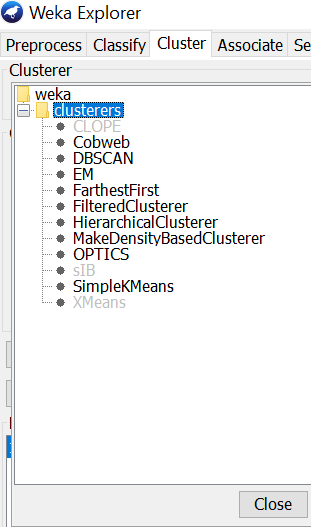 Weka Explorer
Preprocess Classify Cluster Associate Se
Clusterer
weka
clusterers
CLOPE
Cobweb
DBSCAN
EM
FarthestFirst
FilteredClusterer
HierarchicalClusterer
MakeDensityBasedClusterer
OPTICS
sIB
SimpleKMeans
XMeans
Close